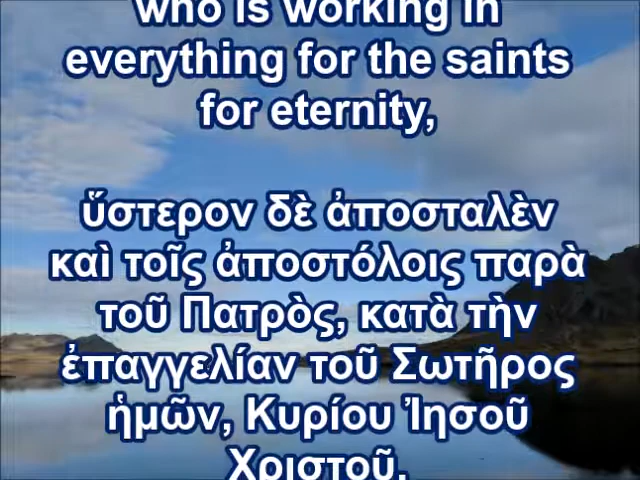 who is working in
everything for the saints
for eternity,
ὕστερον δὲ ἀποσταλὲν
καὶ τοῖς ἀποστόλοις παρὰ
τοῦ Πατρὸς, κατὰ τὴν
ἐπαγγελίαν τοῦ Σωτῆρος
ἡμῶν, Κυρίου Ἰησοῦ
Χριστοῦ,